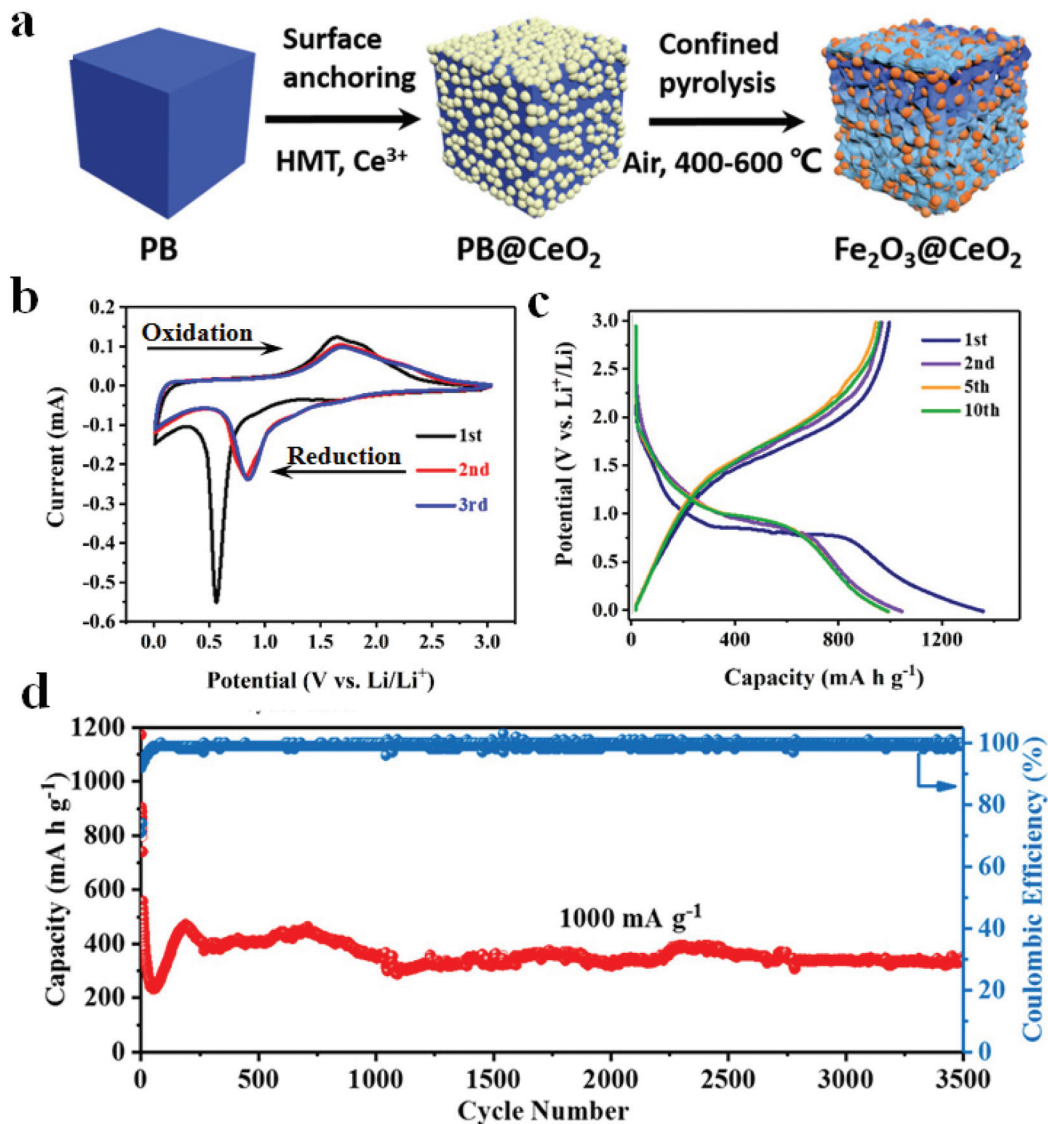 a
Surface
anchoring
HMT, Ce³⁺
Confined
pyrolysis
Air, 400-600 ℃
PB
PB@CeO₂
Fe₂O₃@CeO₂
b
0.3
0.2
0.1
0.0
-0.1
-0.2
-0.3
-0.4
-0.5
-0.6
Current (mA)
Oxidation
Reduction
1st
2nd
3rd
0.0 0.5 1.0 1.5 2.0 2.5 3.0
Potential (V vs. Li/Li⁺)
c
3.0
2.5
2.0
1.5
1.0
0.5
0.0
Potential (V vs. Li⁺/Li)
1st
2nd
5th
10th
0 400 800 1200
Capacity (mA h g⁻¹)
d
1200
1000
800
600
400
200
0
Capacity (mA h g⁻¹)
1000 mA g⁻¹
100
80
60
40
20
0
Coulombic Efficiency (%)
0 500 1000 1500 2000 2500 3000 3500
Cycle Number